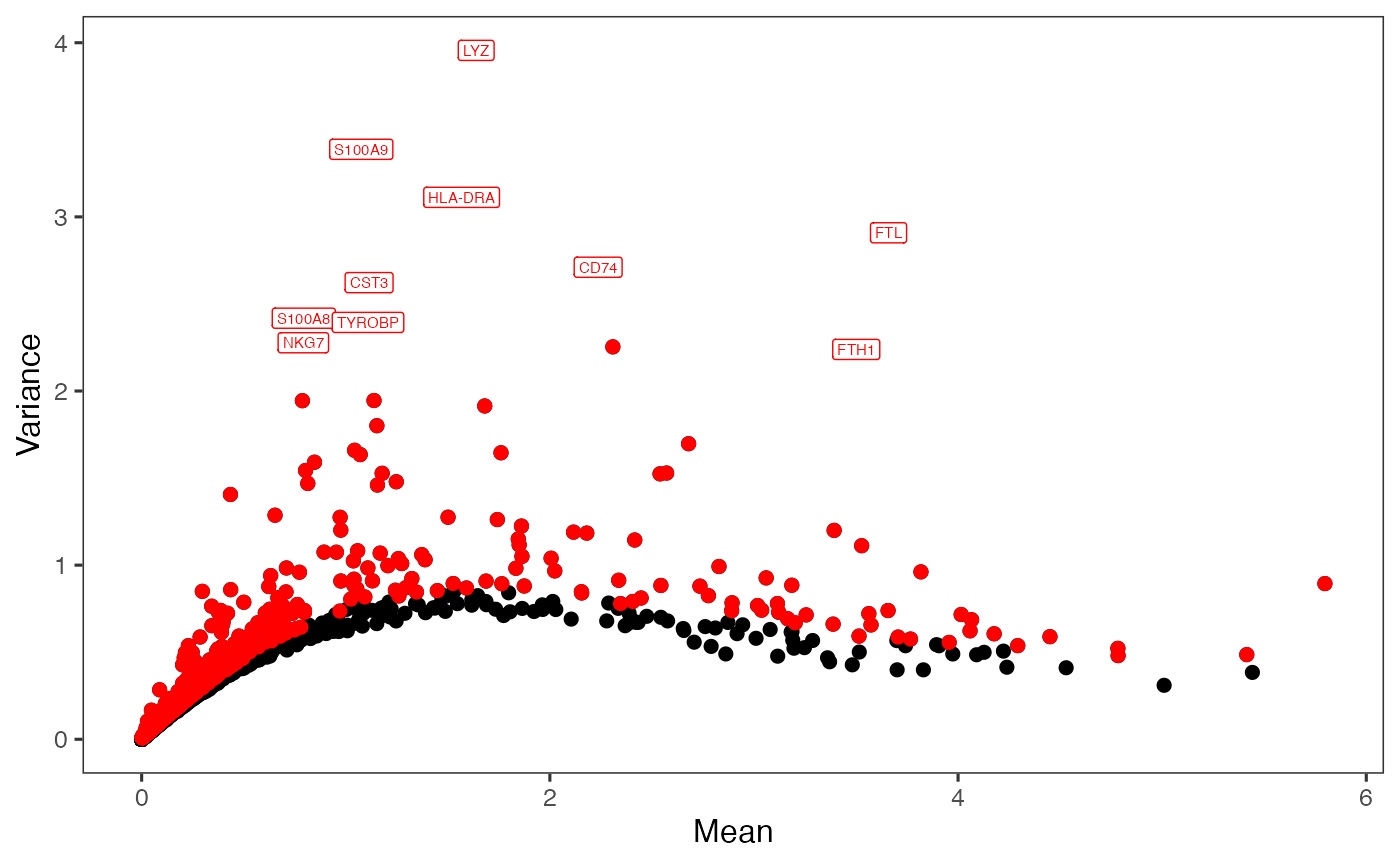 4
LYZ
S100A9
HLA-DRA
3
FTL
CD74
CST3
S100A8
TYROBP
NKG7
FTH1
2
Variance
1
0
0
2
4
6
Mean